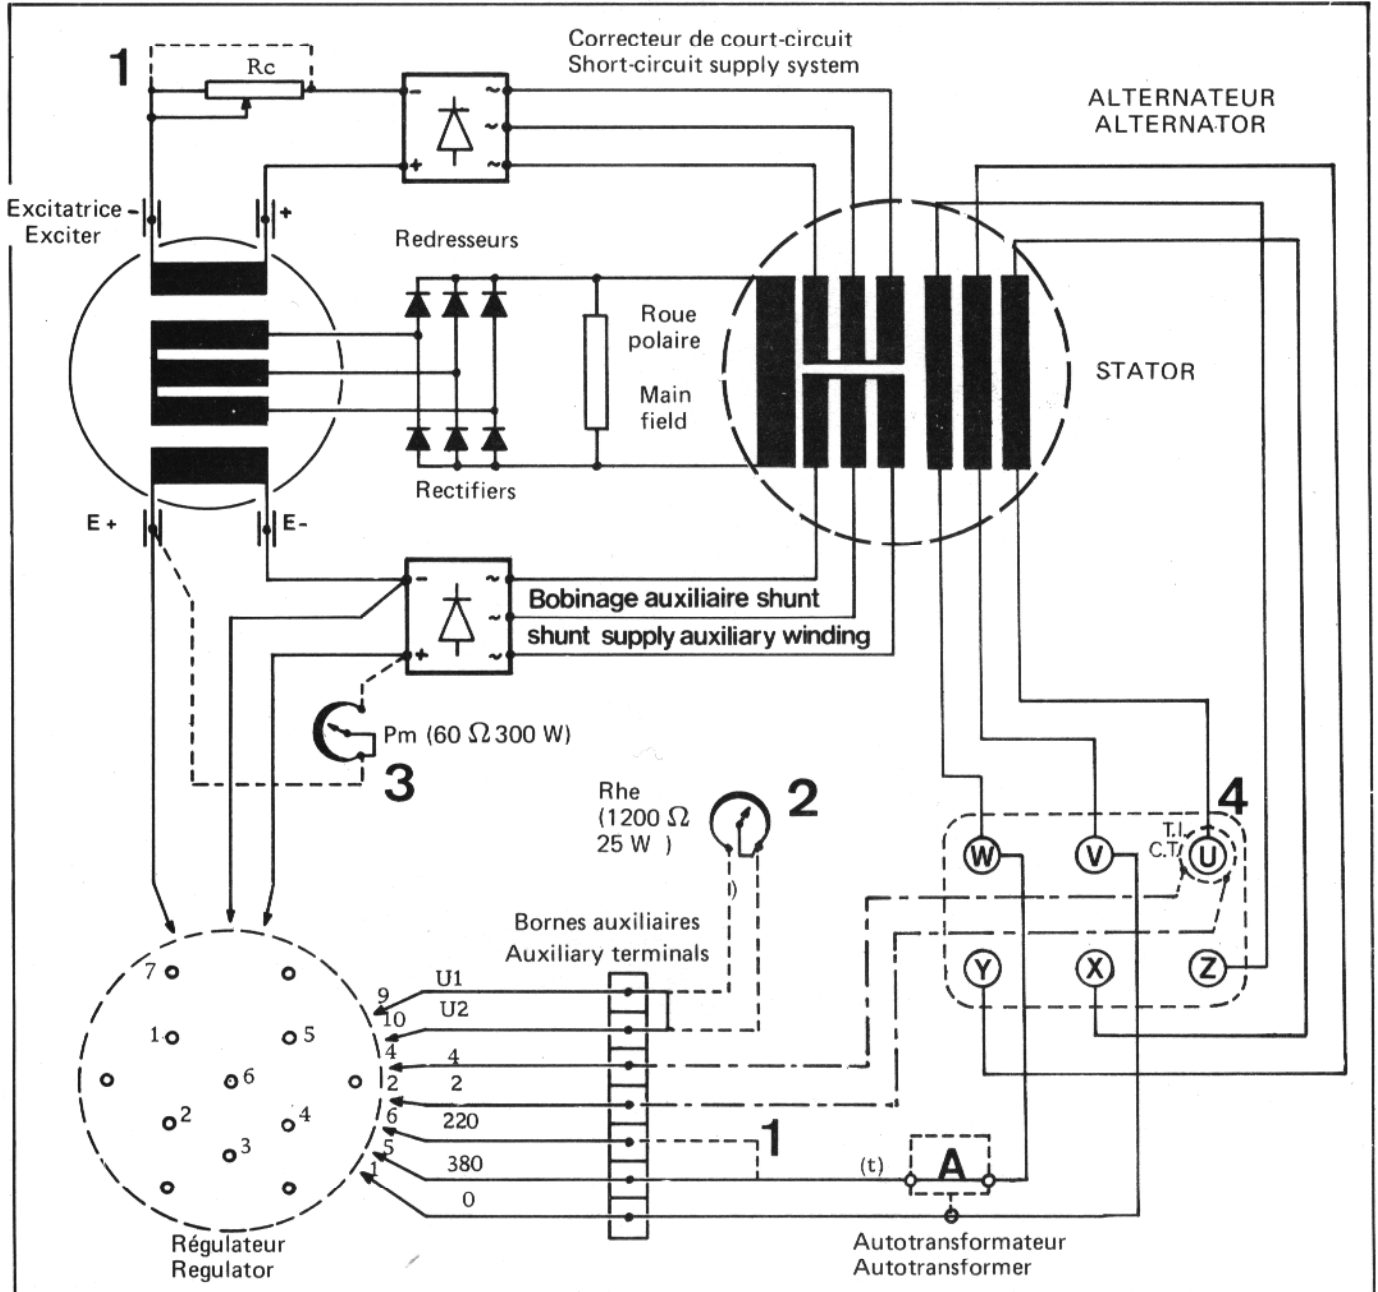 Correcteur de court-circuit
Short-circuit supply system
1
Rc
ALTERNATEUR
ALTERNATOR
-
~
~
+
~
Excitatrice -
Exciter
+
Redresseurs
Roue
polaire
Main
field
STATOR
Rectifiers
E +
E -
-
~
Bobinage auxiliaire shunt
~
shunt supply auxiliary winding
+
~
Pm (60 Ω 300 W)
3
Rhe
(1200 Ω
25 W )
2
4
T.I.
C.T.
W
V
U
)
Bornes auxiliaires
Auxiliary terminals
Y
X
Z
7
9
U1
10
U2
1
5
4
4
6
2
2
2
4
6
220
1
3
5
380
(t)
A
1
0
Régulateur
Regulator
Autotransformateur
Autotransformer